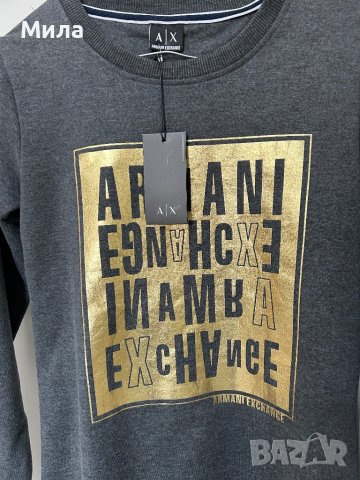 Мила
A|X
ARMANI EXCHANGE
M
A|X
ARMANI
EGNAHCXE
INAMRA
EXcHAnGE
ARMANI EXCHANGE
BAZAR